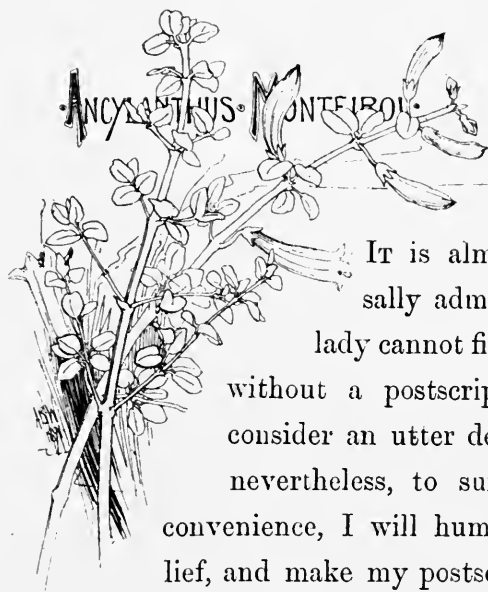 ·ANCYLANTHUS·MONTEIROI·
IT is alm
sally adm
lady cannot fi
without a postscrip
consider an utter de
nevertheless, to su
convenience, I will hum
lief, and make my postsc